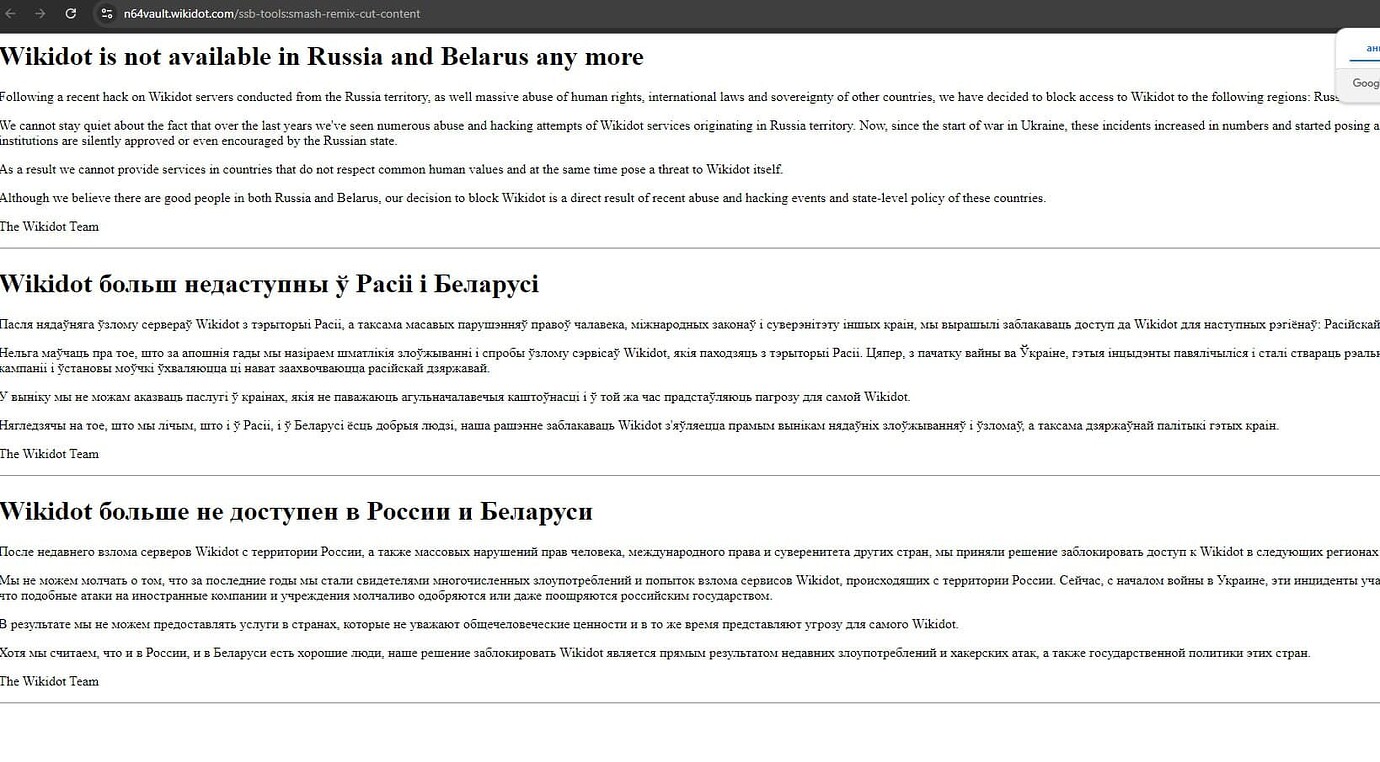 n64vault.wikidot.com/ssb-tools:smash-remix-cut-content
Wikidot is not available in Russia and Belarus any more
Following a recent hack on Wikidot servers conducted from the Russia territory, as well massive abuse of human rights, international laws and sovereignty of other countries, we have decided to block access to Wikidot to the following regions:
We cannot stay quiet about the fact that over the last years we've seen numerous abuse and hacking attempts of Wikidot services originating in Russia territory. Now, since the start of war in Ukraine, these incidents increased in numbers and started posing a
institutions are silently approved or even encouraged by the Russian state.
As a result we cannot provide services in countries that do not respect common human values and at the same time pose a threat to Wikidot itself.
Although we believe there are good people in both Russia and Belarus, our decision to block Wikidot is a direct result of recent abuse and hacking events and state-level policy of these countries.
The Wikidot Team
Wikidot больш недаступны ў Расіі і Беларусі
Пасля нядаўняга ўзлому сервераў Wikidot з тэрыторыі Расіі, а таксама масавых парушэнняў правоў чалавека, міжнародных законаў і суверэнітэту іншых краін, мы вырашылі заблакаваць доступ да Wikidot для наступных рэгіёнаў: Расійскай
Нельга маўчаць пра тое, што за апошнія гады мы назіраем шматлікія злоўжыванні і спробы ўзлому сэрвісаў Wikidot, якія паходзяць з тэрыторыі Расіі. Цяпер, з пачатку вайны ва Ўкраіне, гэтыя інцыдэнты павялічыліся і сталі ствараць
кампаніі і ўстановы моўчкі ўхваляюцца ці нават заахвочваюцца расійскай дзяржавай.
У выніку мы не можам аказваць паслугі ў краінах, якія не паважаюць агульначалавечыя каштоўнасці і ў той жа час прадстаўляюць пагрозу для самой Wikidot.
Нягледзячы на тое, што мы лічым, што і ў Расіі, і ў Беларусі ёсць добрыя людзі, наша рашэнне заблакаваць Wikidot з'яўляецца прамым вынікам нядаўніх злоўжыванняў і ўзломаў, а таксама дзяржаўнай палітыкі гэтых краін.
The Wikidot Team
Wikidot больше не доступен в России и Беларуси
После недавнего взлома серверов Wikidot с территории России, а также массовых нарушений прав человека, международного права и суверенитета других стран, мы приняли решение заблокировать доступ к Wikidot в следующих регионах
Мы не можем молчать о том, что за последние годы мы стали свидетелями многочисленных злоупотреблений и попыток взлома сервисов Wikidot, происходящих с территории России. Сейчас, с началом войны в Украине, эти инциденты
что подобные атаки на иностранные компании и учреждения молчаливо одобряются или даже поощряются российским государством.
В результате мы не можем предоставлять услуги в странах, которые не уважают общечеловеческие ценности и в то же время представляют угрозу для самого Wikidot.
Хотя мы считаем, что и в России, и в Беларуси есть хорошие люди, наше решение заблокировать Wikidot является прямым результатом недавних злоупотреблений и хакерских атак, а также государственной политики этих стран.
The Wikidot Team